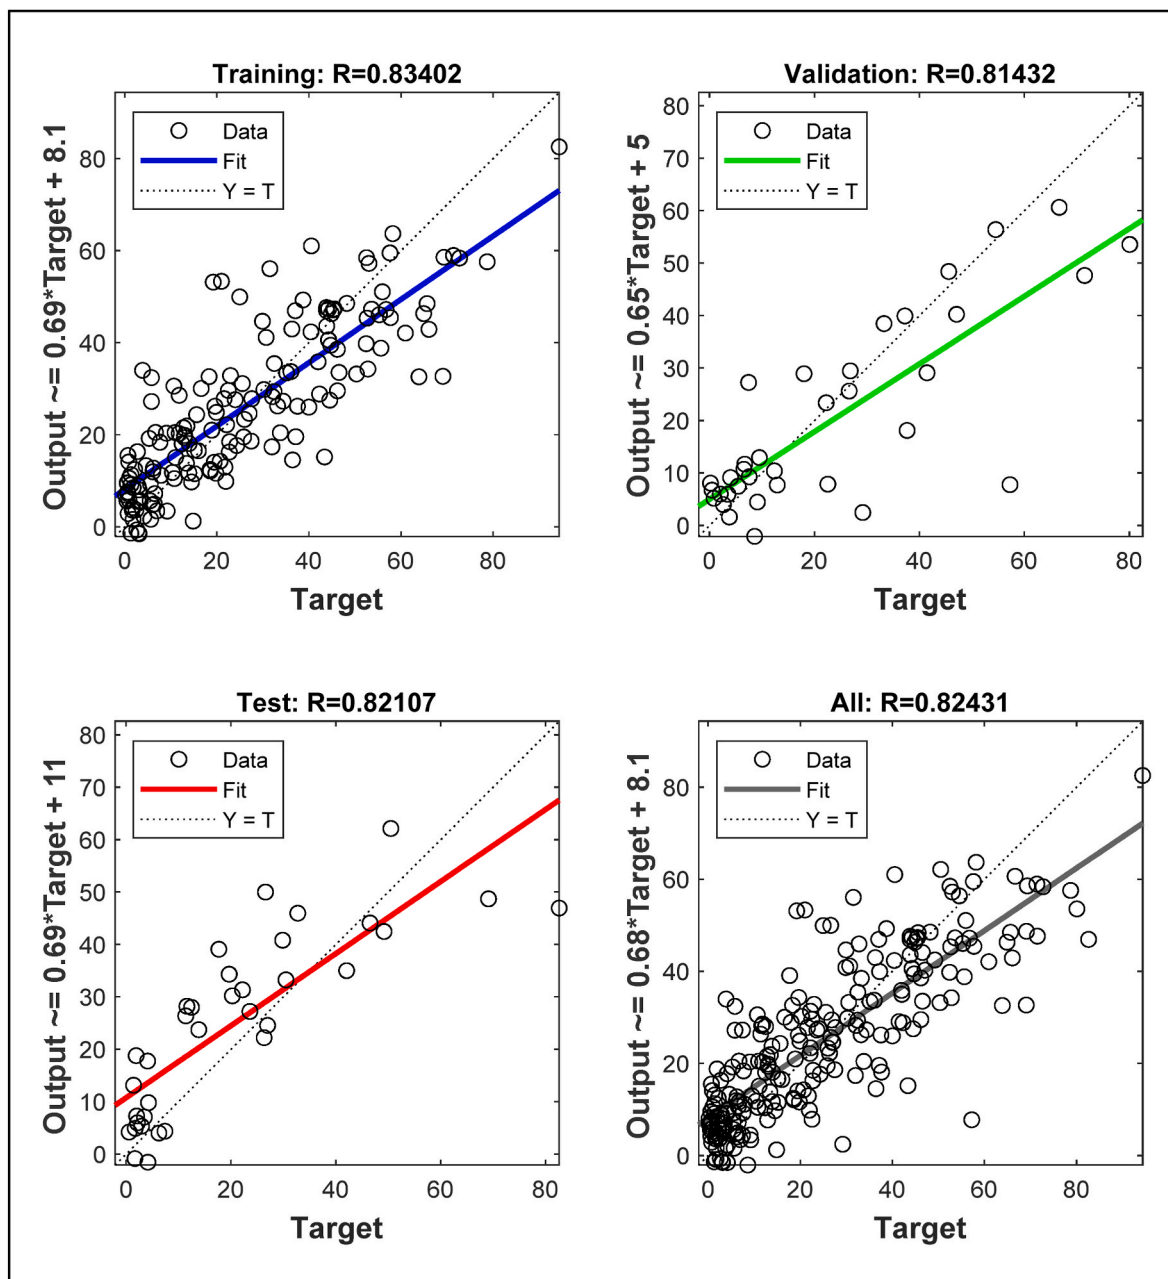 Training: R=0.83402
Output ~= 0.69*Target + 8.1
Data
Fit
Y = T
80
60
40
20
0
0 20 40 60 80
Target
Validation: R=0.81432
Output ~= 0.65*Target + 5
Data
Fit
Y = T
80
70
60
50
40
30
20
10
0
0 20 40 60 80
Target
Test: R=0.82107
Output ~= 0.69*Target + 11
Data
Fit
Y = T
80
70
60
50
40
30
20
10
0
0 20 40 60 80
Target
All: R=0.82431
Output ~= 0.68*Target + 8.1
Data
Fit
Y = T
80
60
40
20
0
0 20 40 60 80
Target